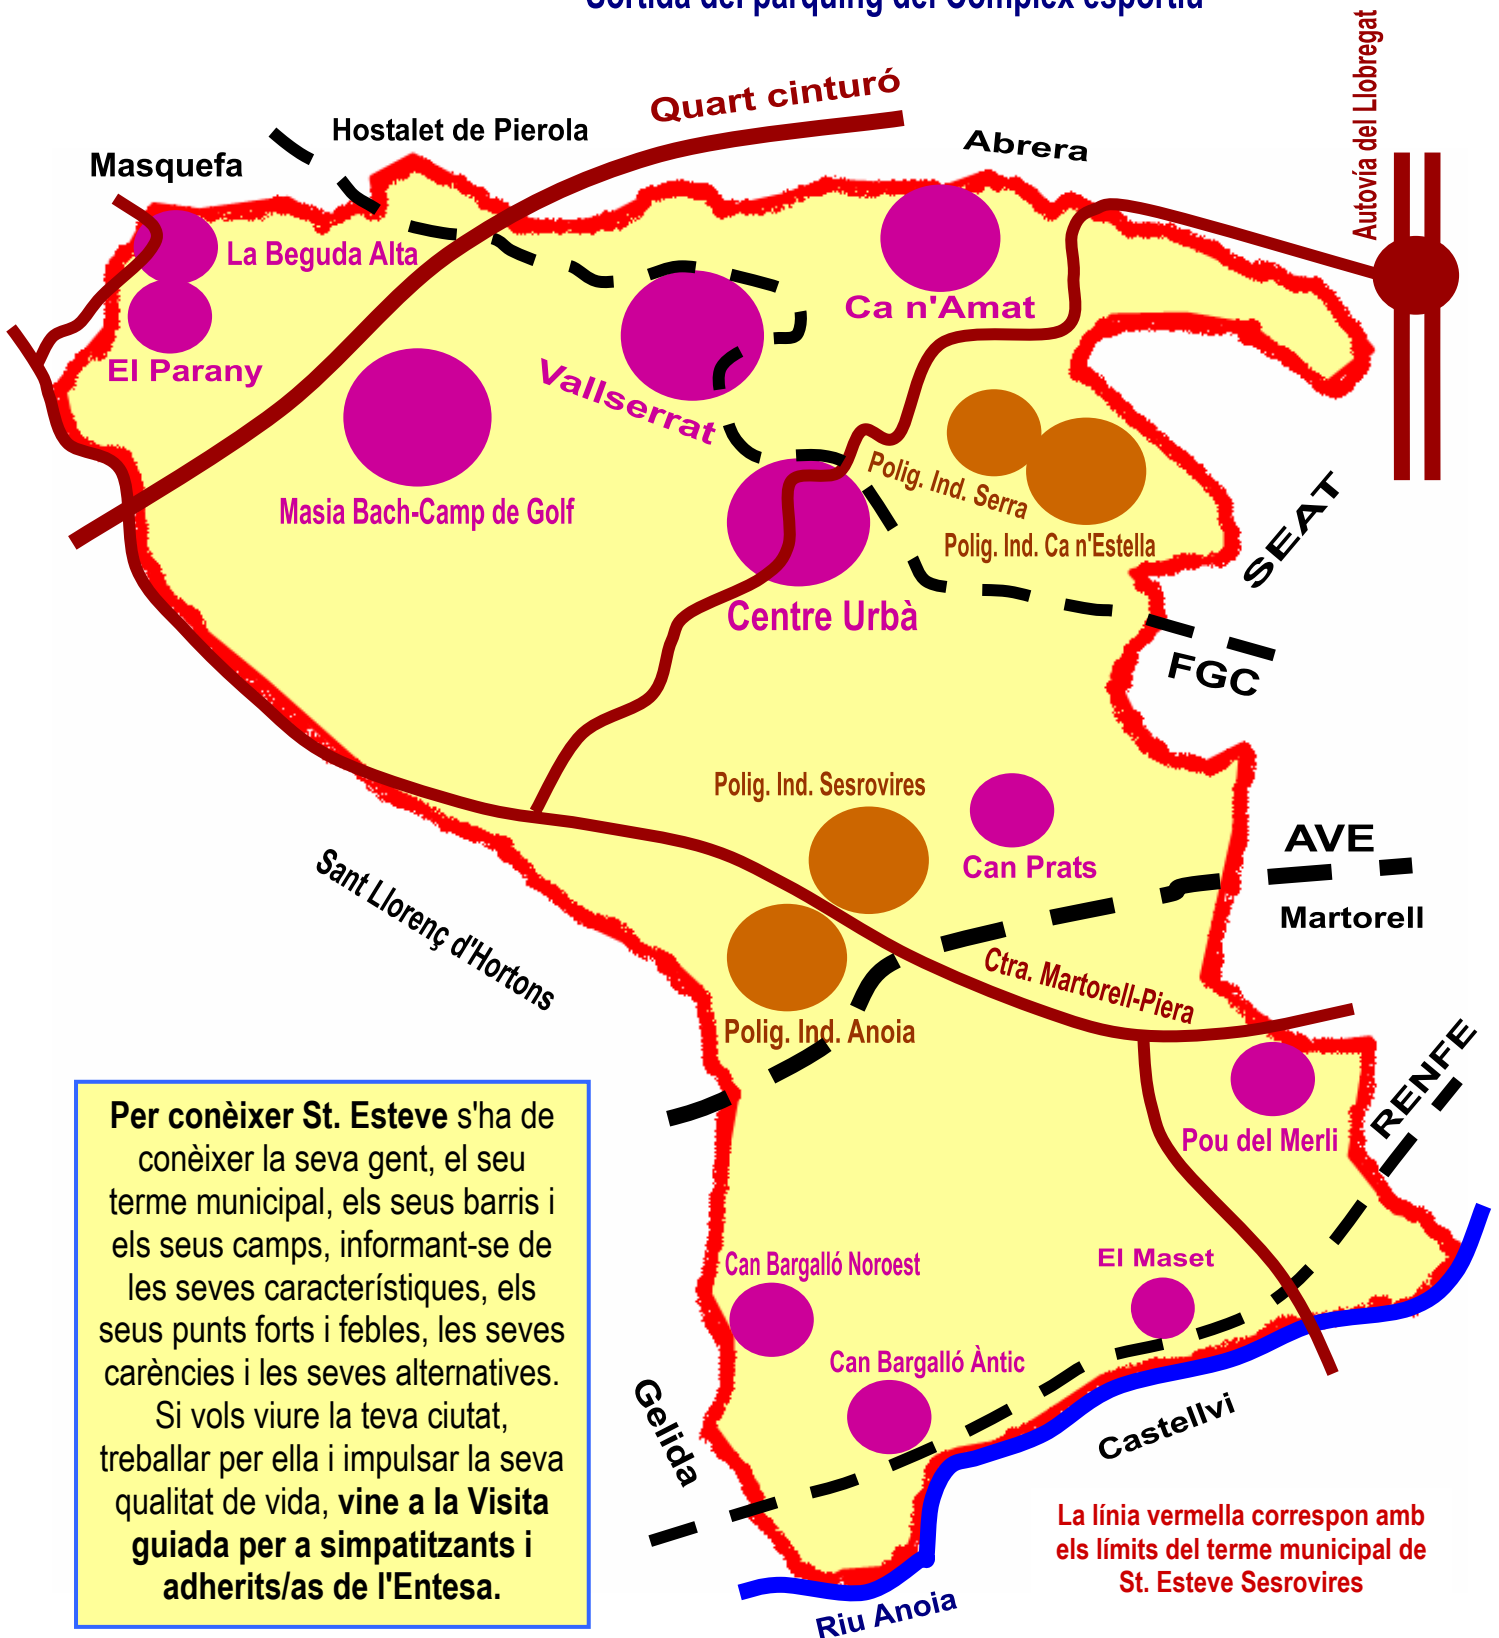 Sortida del parquing del Complex esportiu
Autovía del Llobregat
Quart cinturó
Hostalet de Pierola
Abrera
Masquefa
La Beguda Alta
Ca n'Amat
El Parany
Vallserrat
Masia Bach-Camp de Golf
Polig. Ind. Serra
Polig. Ind. Ca n'Estella
SEAT
Centre Urbà
FGC
Polig. Ind. Sesrovires
Can Prats
AVE
Martorell
Sant Llorenç d'Hortons
Ctra. Martorell-Piera
Polig. Ind. Anoia
RENFE
Pou del Merli
Per conèixer St. Esteve s'ha de
conèixer la seva gent, el seu
terme municipal, els seus barris i
els seus camps, informant-se de
les seves característiques, els
seus punts forts i febles, les seves
carències i les seves alternatives.
Si vols viure la teva ciutat,
treballar per ella i impulsar la seva
qualitat de vida, vine a la Visita
guiada per a simpatitzants i
adherits/as de l'Entesa.
Can Bargalló Noroest
El Maset
Can Bargalló Àntic
Gelida
Castellvi
La línia vermella correspon amb
els límits del terme municipal de
St. Esteve Sesrovires
Riu Anoia